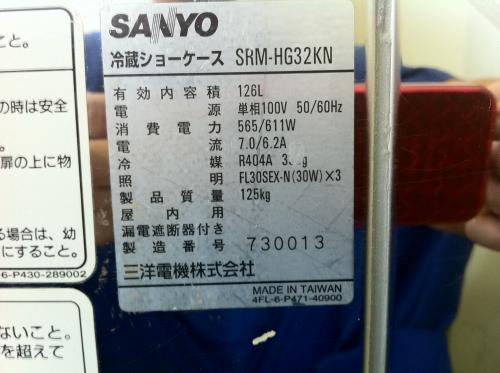 SANYO
冷蔵ショーケース SRM-HG32KN
有効内容積 126L
電源 単相100V 50/60Hz
消費電力 565/611W
電流 7.0/6.2A
冷媒 R404A
照明 FL30SEX-N(30W)×3
製品質量 125kg
屋内用
漏電遮断器付き
製造番号 730013
三洋電機株式会社
MADE IN TAIWAN
4FL-6-P471-40900
こと。
の時は安全
扉の上に物
る場合は、幼
にすること。
6-P430-289002
ないこと。
を超えて